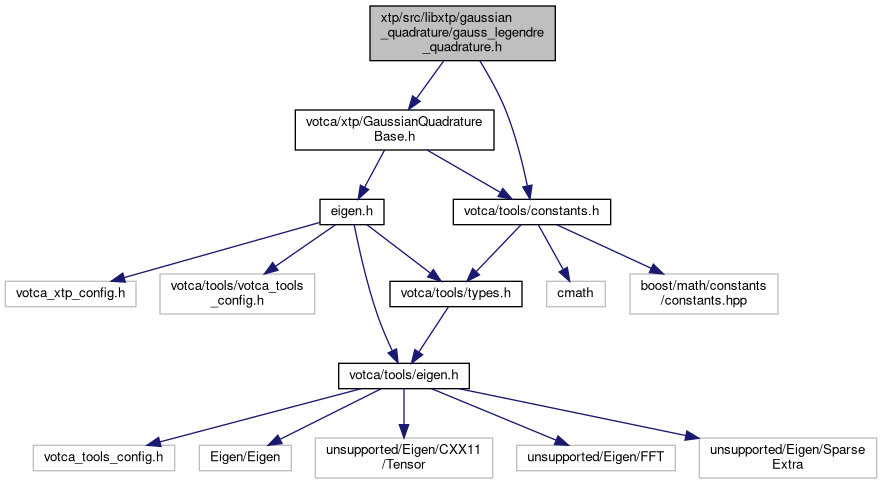 xtp/src/libxtp/gaussian
_quadrature/gauss_legendre
_quadrature.h
votca/xtp/GaussianQuadrature
Base.h
eigen.h
votca/tools/constants.h
votca_xtp_config.h
votca/tools/votca_tools
_config.h
votca/tools/types.h
cmath
boost/math/constants
/constants.hpp
votca/tools/eigen.h
votca_tools_config.h
Eigen/Eigen
unsupported/Eigen/CXX11
/Tensor
unsupported/Eigen/FFT
unsupported/Eigen/Sparse
Extra